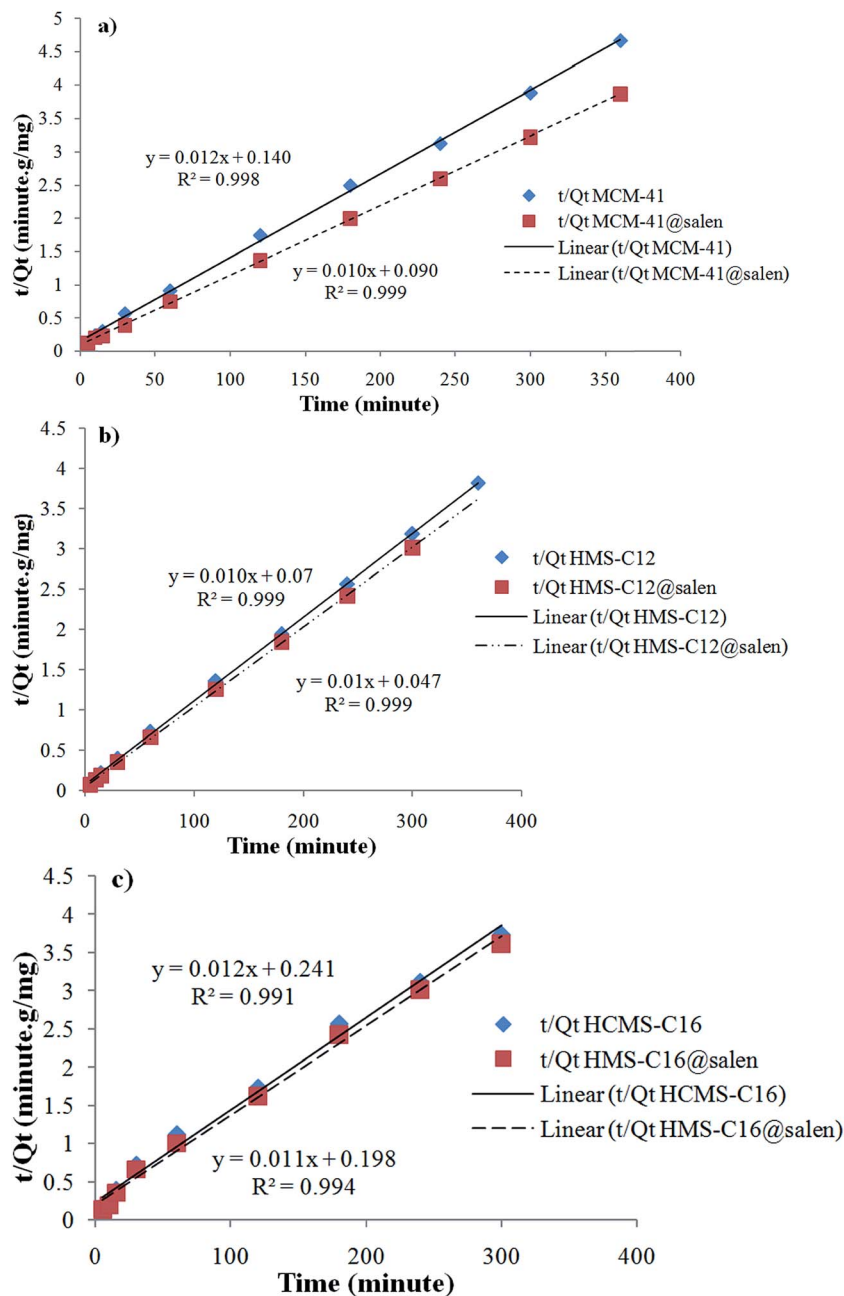 a)
5
4.5
4
3.5
3
2.5
2
1.5
1
0.5
0
t/Qt (minute.g/mg)
y = 0.012x + 0.140
R² = 0.998
y = 0.010x + 0.090
R² = 0.999
t/Qt MCM-41
t/Qt MCM-41@salen
Linear (t/Qt MCM-41)
Linear (t/Qt MCM-41@salen)
0 50 100 150 200 250 300 350 400
Time (minute)
b)
4.5
4
3.5
3
2.5
2
1.5
1
0.5
0
t/Qt (minute.g/mg)
y = 0.010x + 0.07
R² = 0.999
y = 0.01x + 0.047
R² = 0.999
t/Qt HMS-C12
t/Qt HMS-C12@salen
Linear (t/Qt HMS-C12)
Linear (t/Qt HMS-C12@salen)
0 100 200 300 400
Time (minute)
c)
4.5
4
3.5
3
2.5
2
1.5
1
0.5
0
t/Qt (minute.g/mg)
y = 0.012x + 0.241
R² = 0.991
y = 0.011x + 0.198
R² = 0.994
t/Qt HCMS-C16
t/Qt HMS-C16@salen
Linear (t/Qt HCMS-C16)
Linear (t/Qt HMS-C16@salen)
0 100 200 300 400
Time (minute)